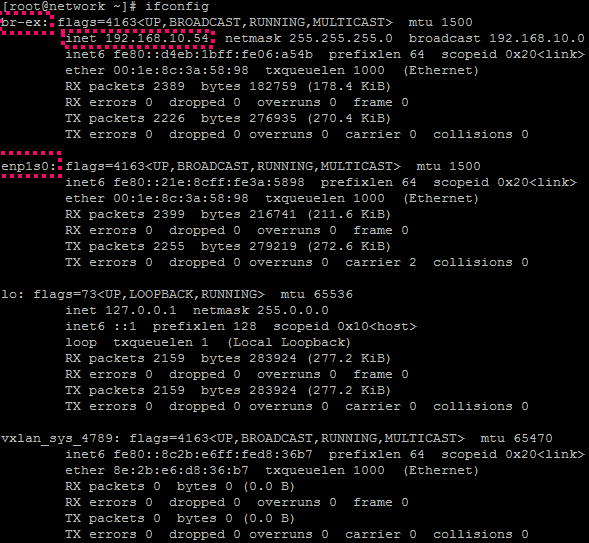 [root@network ~]# ifconfig
br-ex: flags=4163<UP,BROADCAST,RUNNING,MULTICAST>  mtu 1500
        inet 192.168.10.54  netmask 255.255.255.0  broadcast 192.168.10.0
        inet6 fe80::d4eb:1bff:fe06:a54b  prefixlen 64  scopeid 0x20<link>
        ether 00:1e:8c:3a:58:98  txqueuelen 1000  (Ethernet)
        RX packets 2389  bytes 182759 (178.4 KiB)
        RX errors 0  dropped 0  overruns 0  frame 0
        TX packets 2226  bytes 276935 (270.4 KiB)
        TX errors 0  dropped 0 overruns 0  carrier 0  collisions 0
enp1s0: flags=4163<UP,BROADCAST,RUNNING,MULTICAST>  mtu 1500
        inet6 fe80::21e:8cff:fe3a:5898  prefixlen 64  scopeid 0x20<link>
        ether 00:1e:8c:3a:58:98  txqueuelen 1000  (Ethernet)
        RX packets 2399  bytes 216741 (211.6 KiB)
        RX errors 0  dropped 0  overruns 0  frame 0
        TX packets 2255  bytes 279219 (272.6 KiB)
        TX errors 0  dropped 0 overruns 0  carrier 2  collisions 0
lo: flags=73<UP,LOOPBACK,RUNNING>  mtu 65536
        inet 127.0.0.1  netmask 255.0.0.0
        inet6 ::1  prefixlen 128  scopeid 0x10<host>
        loop  txqueuelen 1  (Local Loopback)
        RX packets 2159  bytes 283924 (277.2 KiB)
        RX errors 0  dropped 0  overruns 0  frame 0
        TX packets 2159  bytes 283924 (277.2 KiB)
        TX errors 0  dropped 0 overruns 0  carrier 0  collisions 0
vxlan_sys_4789: flags=4163<UP,BROADCAST,RUNNING,MULTICAST>  mtu 65470
        inet6 fe80::8c2b:e6ff:fed8:36b7  prefixlen 64  scopeid 0x20<link>
        ether 8e:2b:e6:d8:36:b7  txqueuelen 1000  (Ethernet)
        RX packets 0  bytes 0 (0.0 B)
        RX errors 0  dropped 0  overruns 0  frame 0
        TX packets 0  bytes 0 (0.0 B)
        TX errors 0  dropped 0 overruns 0  carrier 0  collisions 0